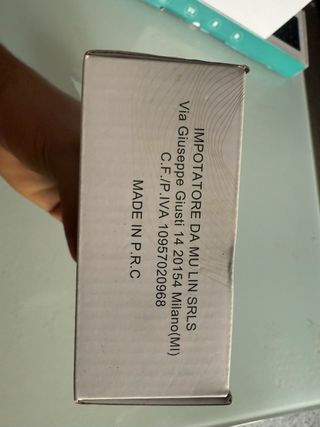 IMPOTATORE DA MU LIN SRLS
Via Giuseppe Giusti 14 20154 Milano(MI)
C.F./P.IVA 10957020968
MADE IN P.R.C